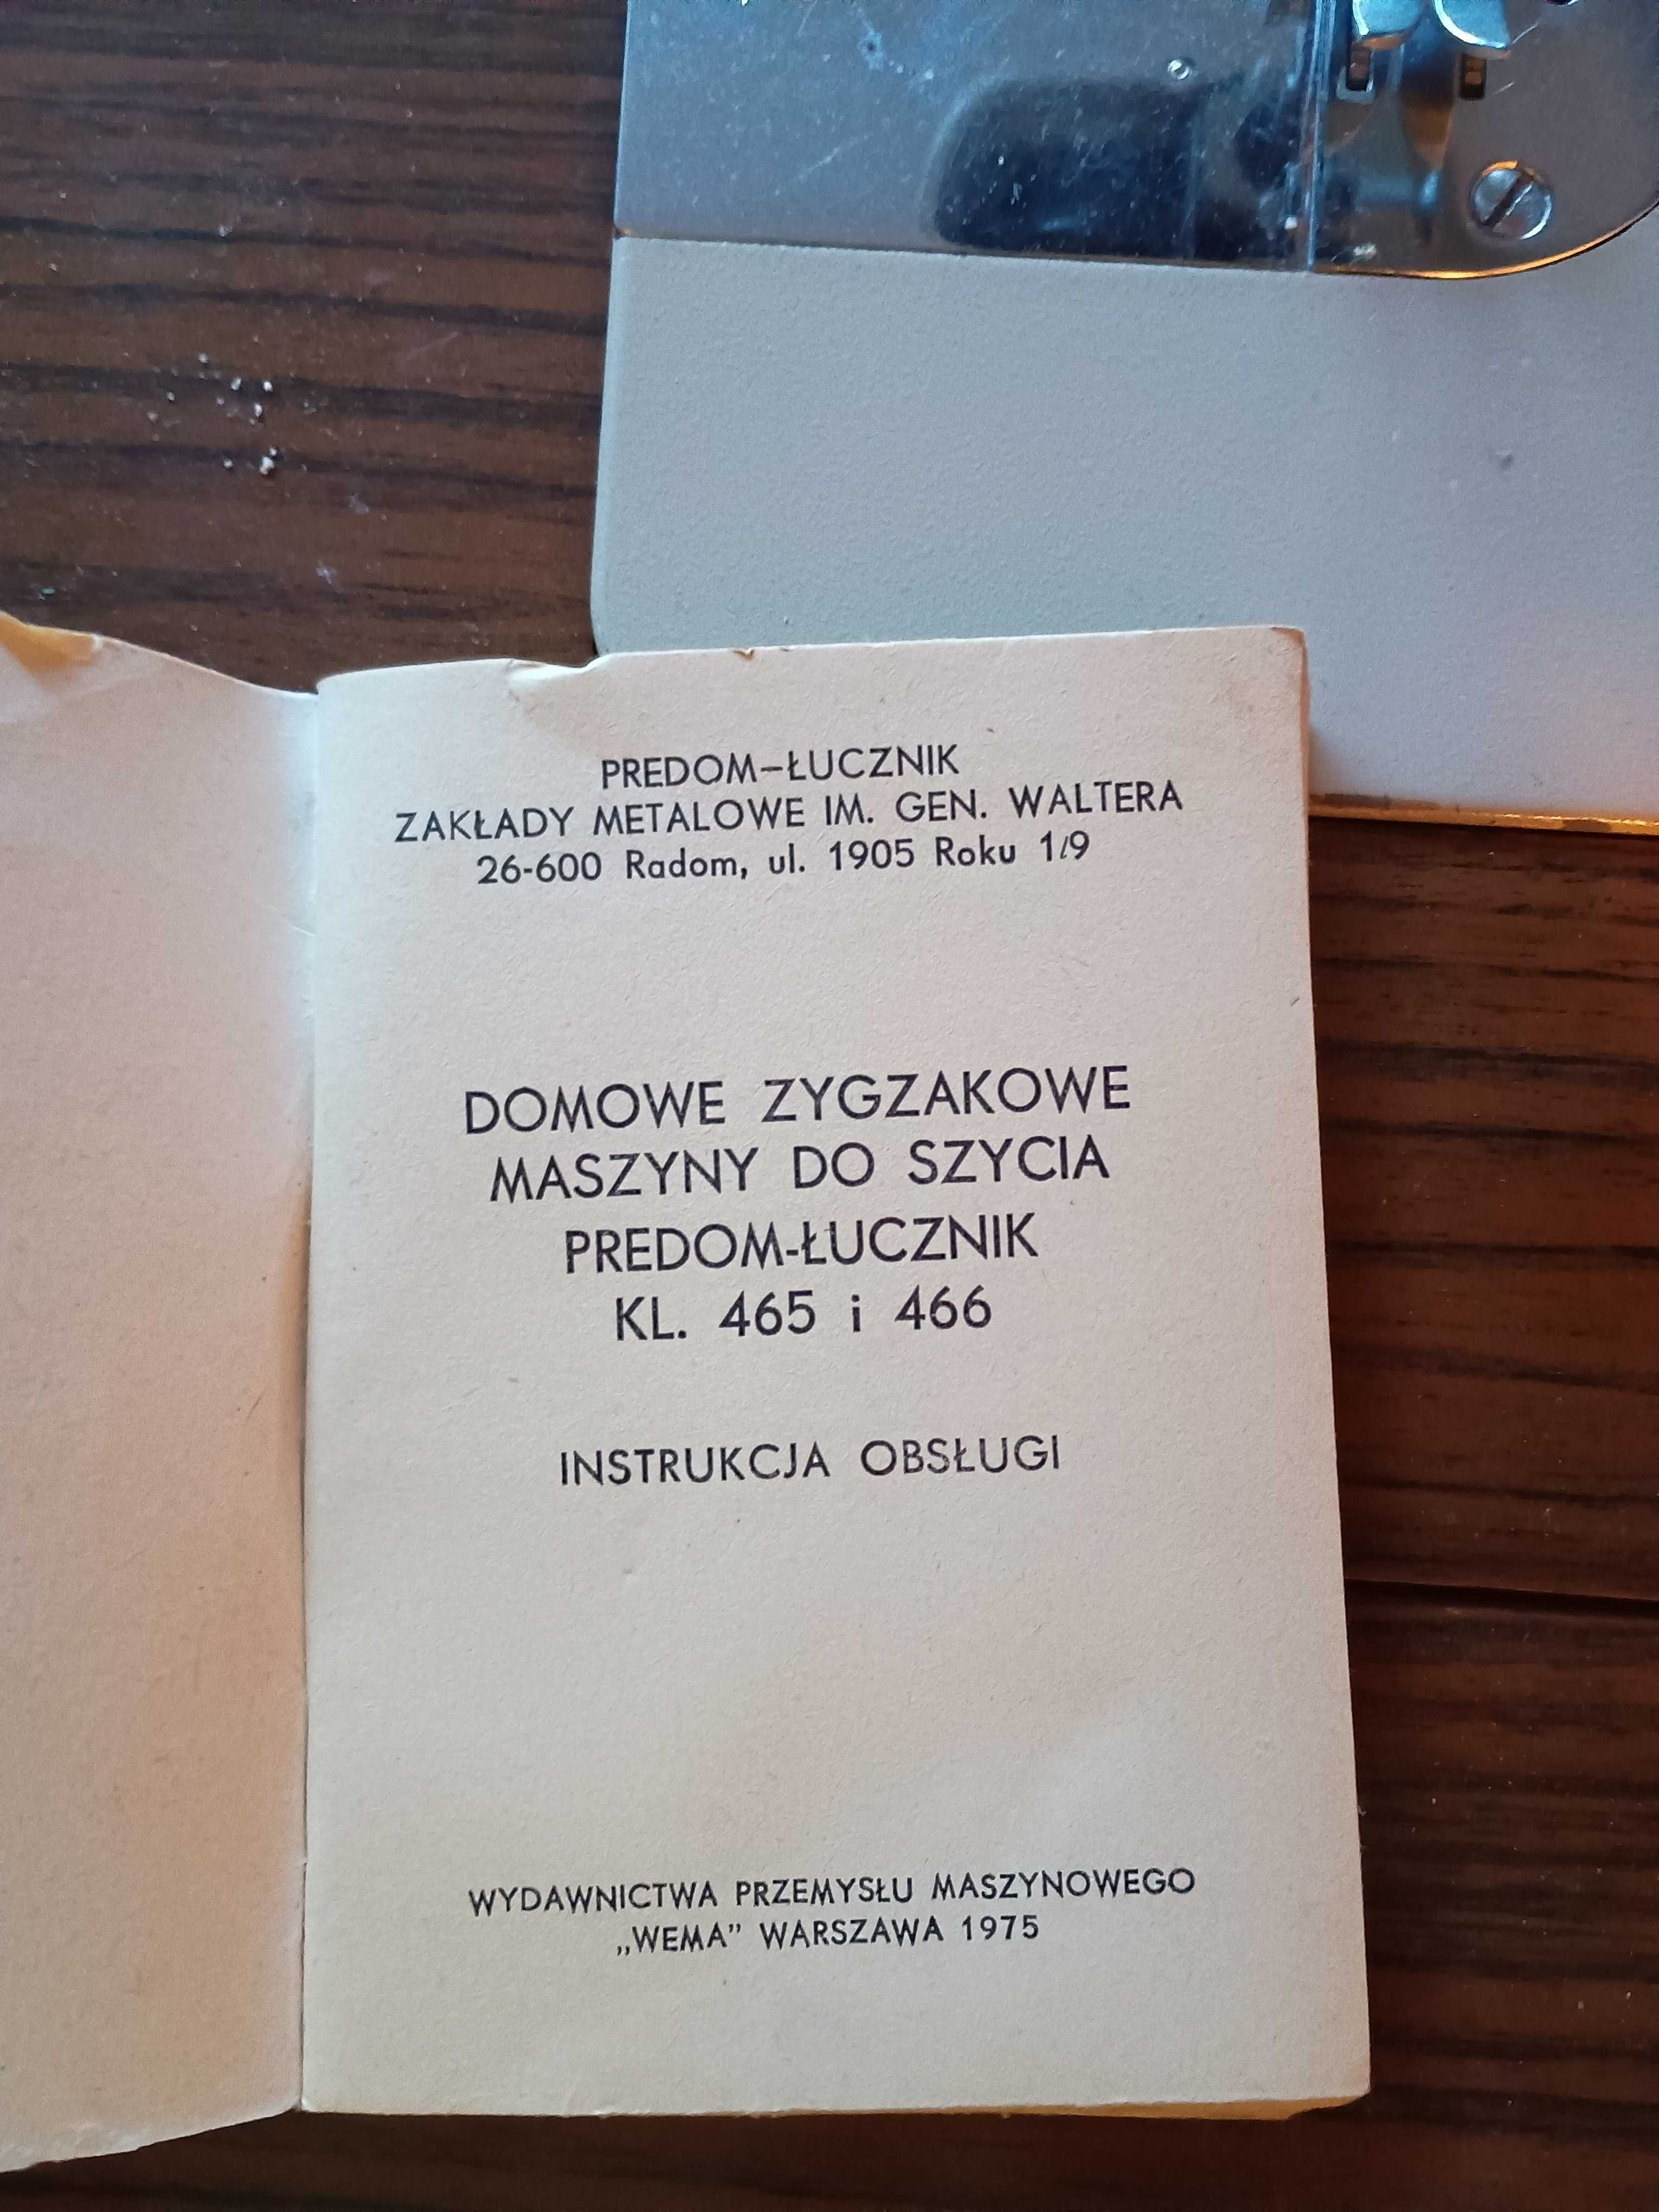 PREDOM–ŁUCZNIK
ZAKŁADY METALOWE IM. GEN. WALTERA
26-600 Radom, ul. 1905 Roku 1/9
DOMOWE ZYGZAKOWE
MASZYNY DO SZYCIA
PREDOM-ŁUCZNIK
KL. 465 i 466
INSTRUKCJA OBSŁUGI
WYDAWNICTWA PRZEMYSŁU MASZYNOWEGO
„WEMA” WARSZAWA 1975